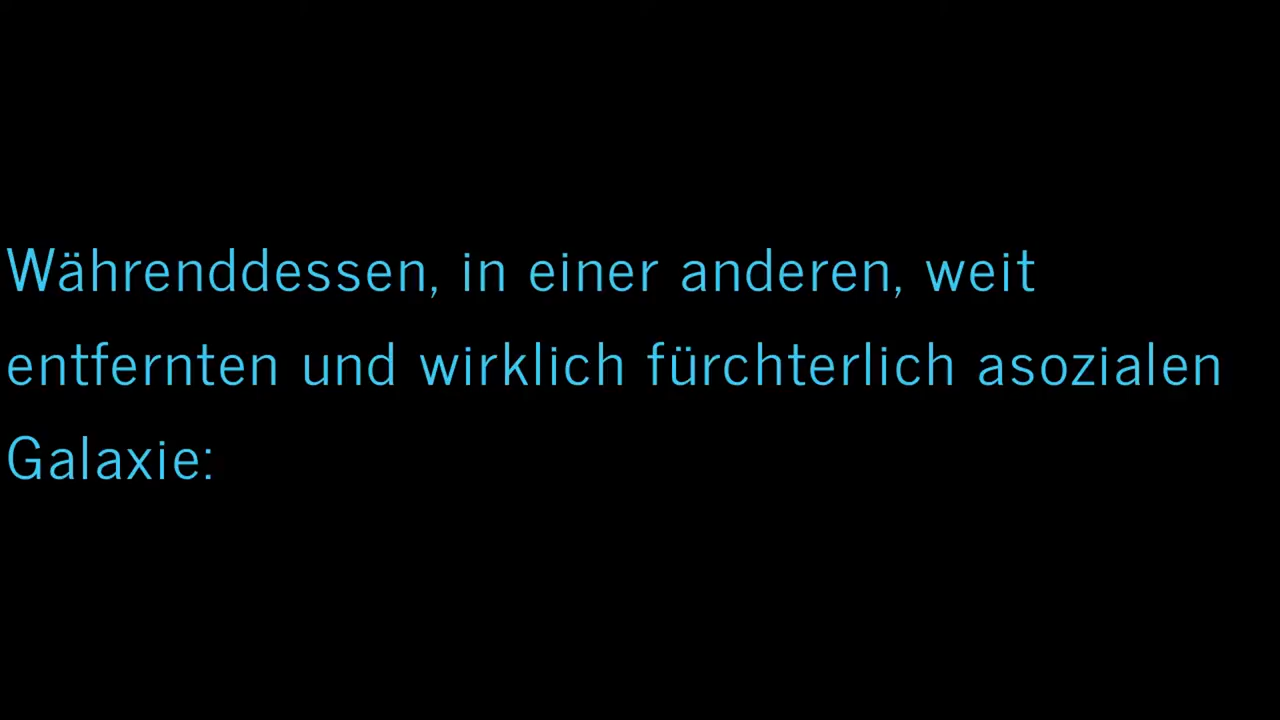 Währenddessen, in einer anderen, weit
entfernten und wirklich fürchterlich asozialen
Galaxie: